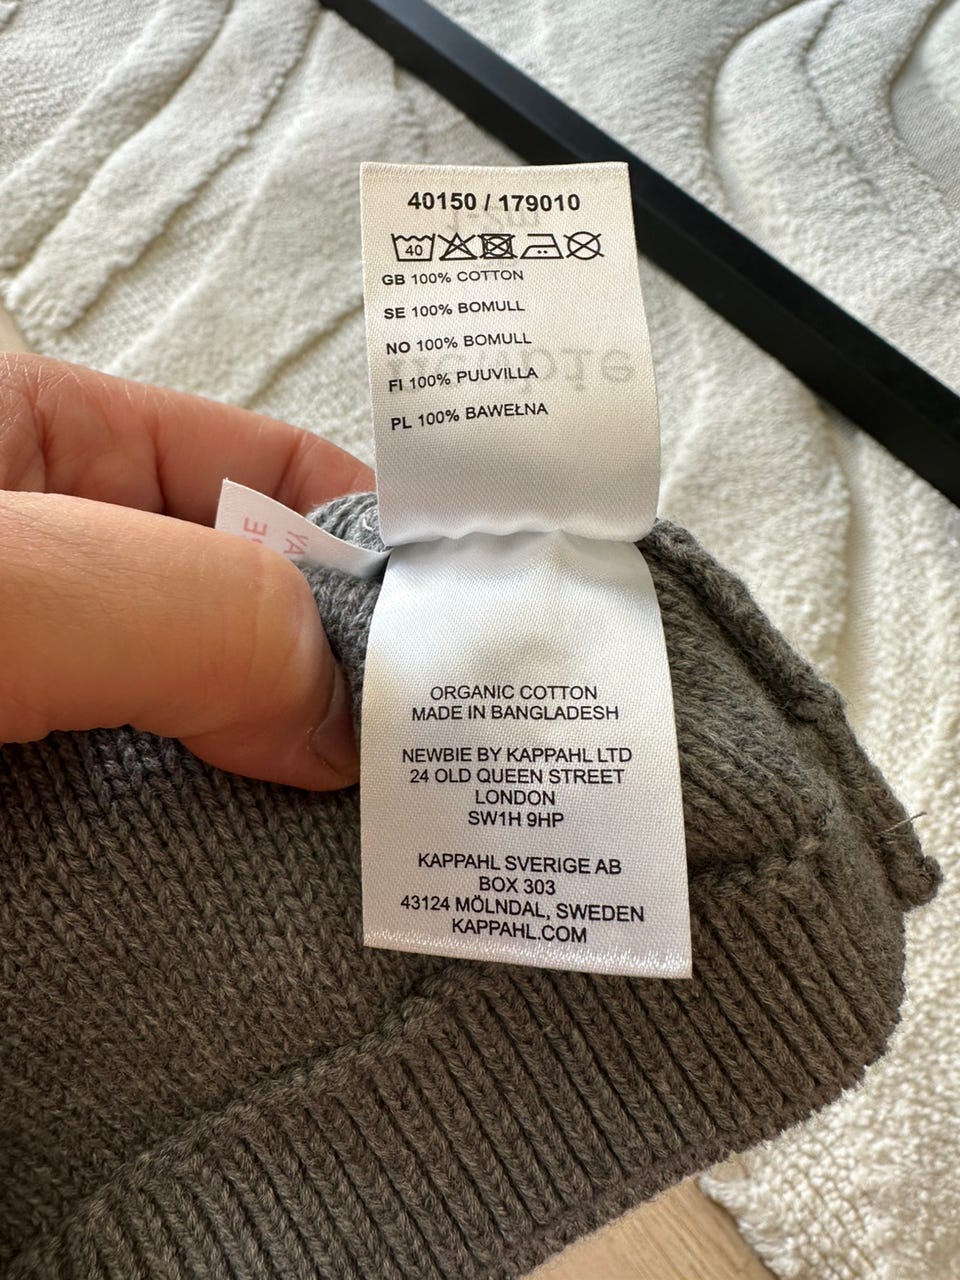 40150 / 179010
40
GB 100% COTTON
SE 100% BOMULL
NO 100% BOMULL
FI 100% PUUVILLA
PL 100% BAWEŁNA
ORGANIC COTTON
MADE IN BANGLADESH
NEWBIE BY KAPPAHL LTD
24 OLD QUEEN STREET
LONDON
SW1H 9HP
KAPPAHL SVERIGE AB
BOX 303
43124 MÖLNDAL, SWEDEN
KAPPAHL.COM